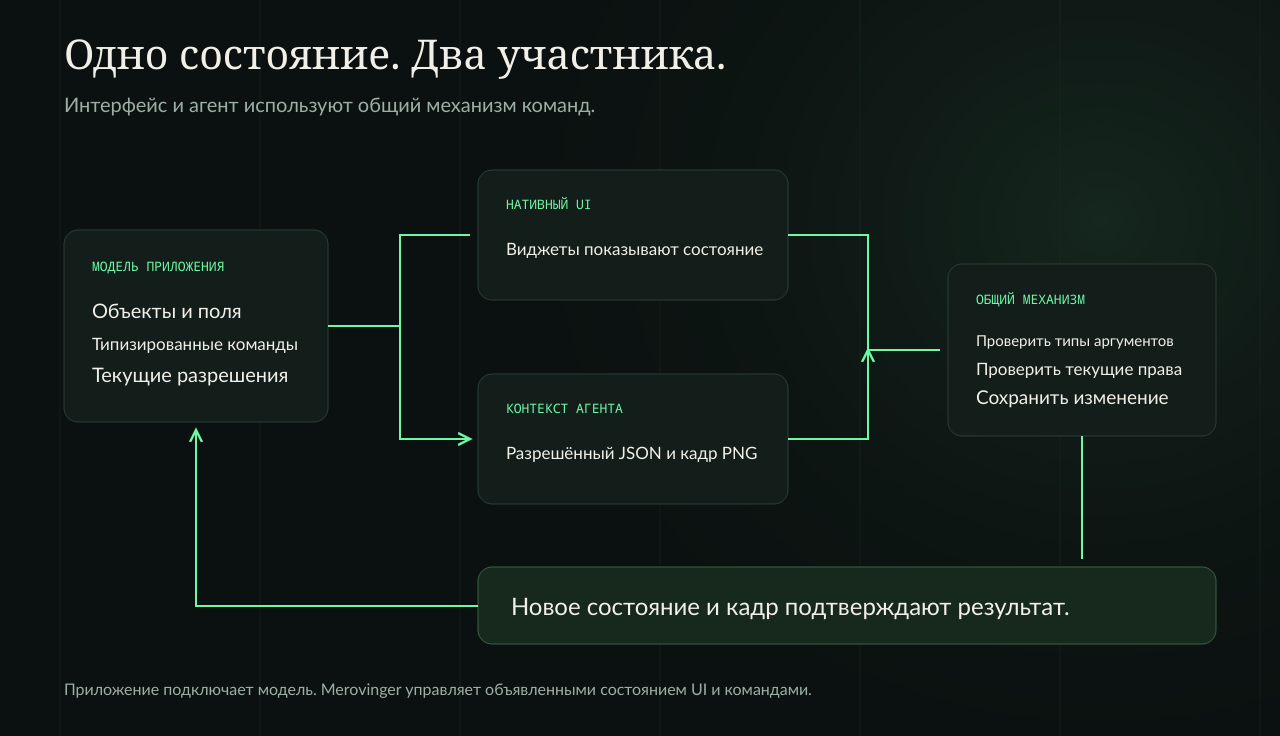 Одно состояние. Два участника.
Интерфейс и агент используют общий механизм команд.
МОДЕЛЬ ПРИЛОЖЕНИЯ
Объекты и поля
Типизированные команды
Текущие разрешения
НАТИВНЫЙ UI
Виджеты показывают состояние
КОНТЕКСТ АГЕНТА
Разрешённый JSON и кадр PNG
ОБЩИЙ МЕХАНИЗМ
Проверить типы аргументов
Проверить текущие права
Сохранить изменение
Новое состояние и кадр подтверждают результат.
Приложение подключает модель. Merovinger управляет объявленными состоянием UI и командами.